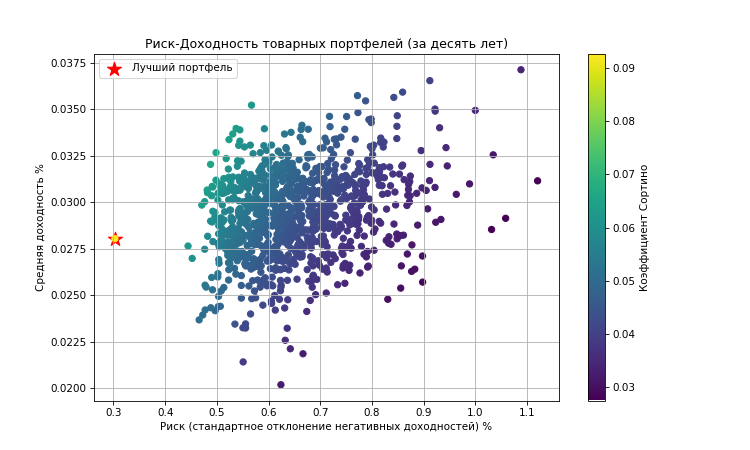 Риск-Доходность товарных портфелей (за десять лет)
Лучший портфель
0.0375
0.0350
0.0325
0.0300
0.0275
0.0250
0.0225
0.0200
Средняя доходность %
0.3 0.4 0.5 0.6 0.7 0.8 0.9 1.0 1.1
Риск (стандартное отклонение негативных доходностей) %
0.09
0.08
0.07
0.06
0.05
0.04
0.03
Коэффициент Сортино